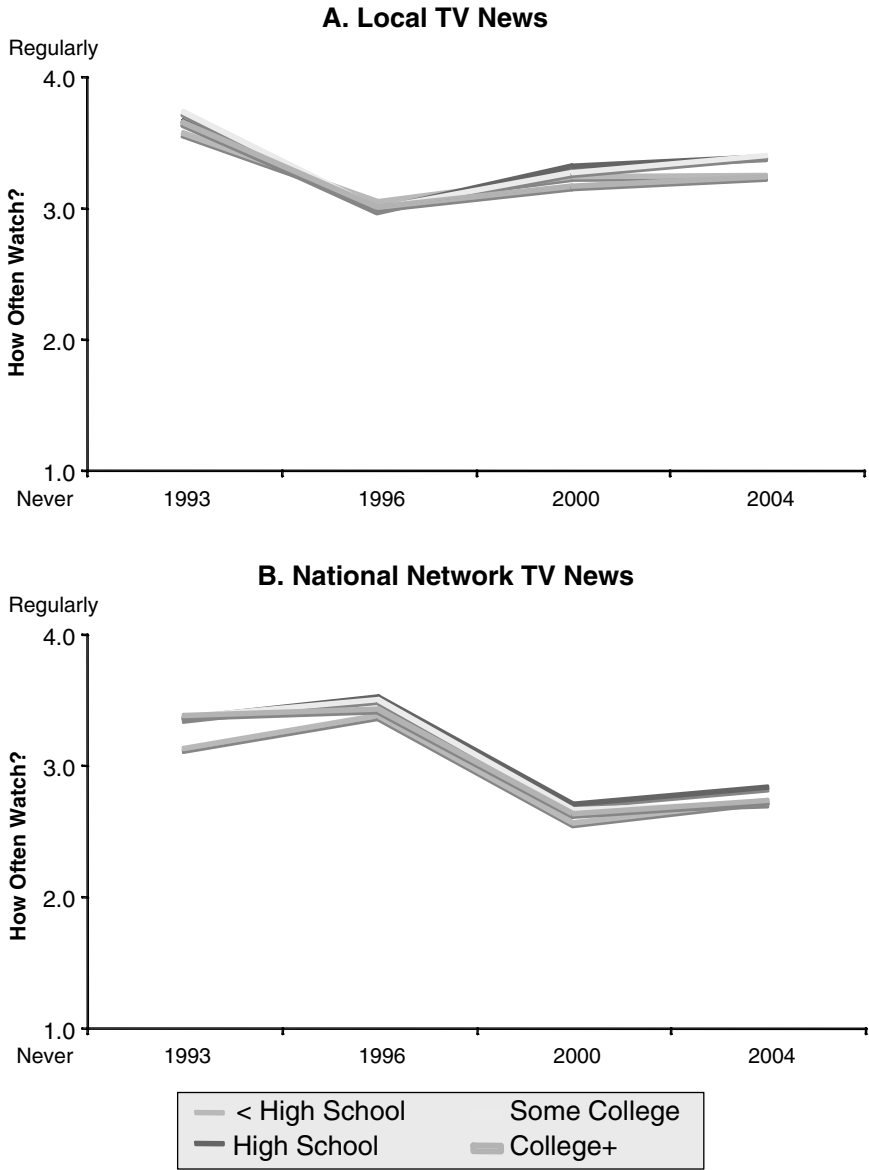 A. Local TV News
Regularly
4.0
3.0
2.0
1.0
How Often Watch?
Never 1993 1996 2000 2004
B. National Network TV News
Regularly
4.0
3.0
2.0
1.0
How Often Watch?
Never 1993 1996 2000 2004
< High School Some College
High School College+